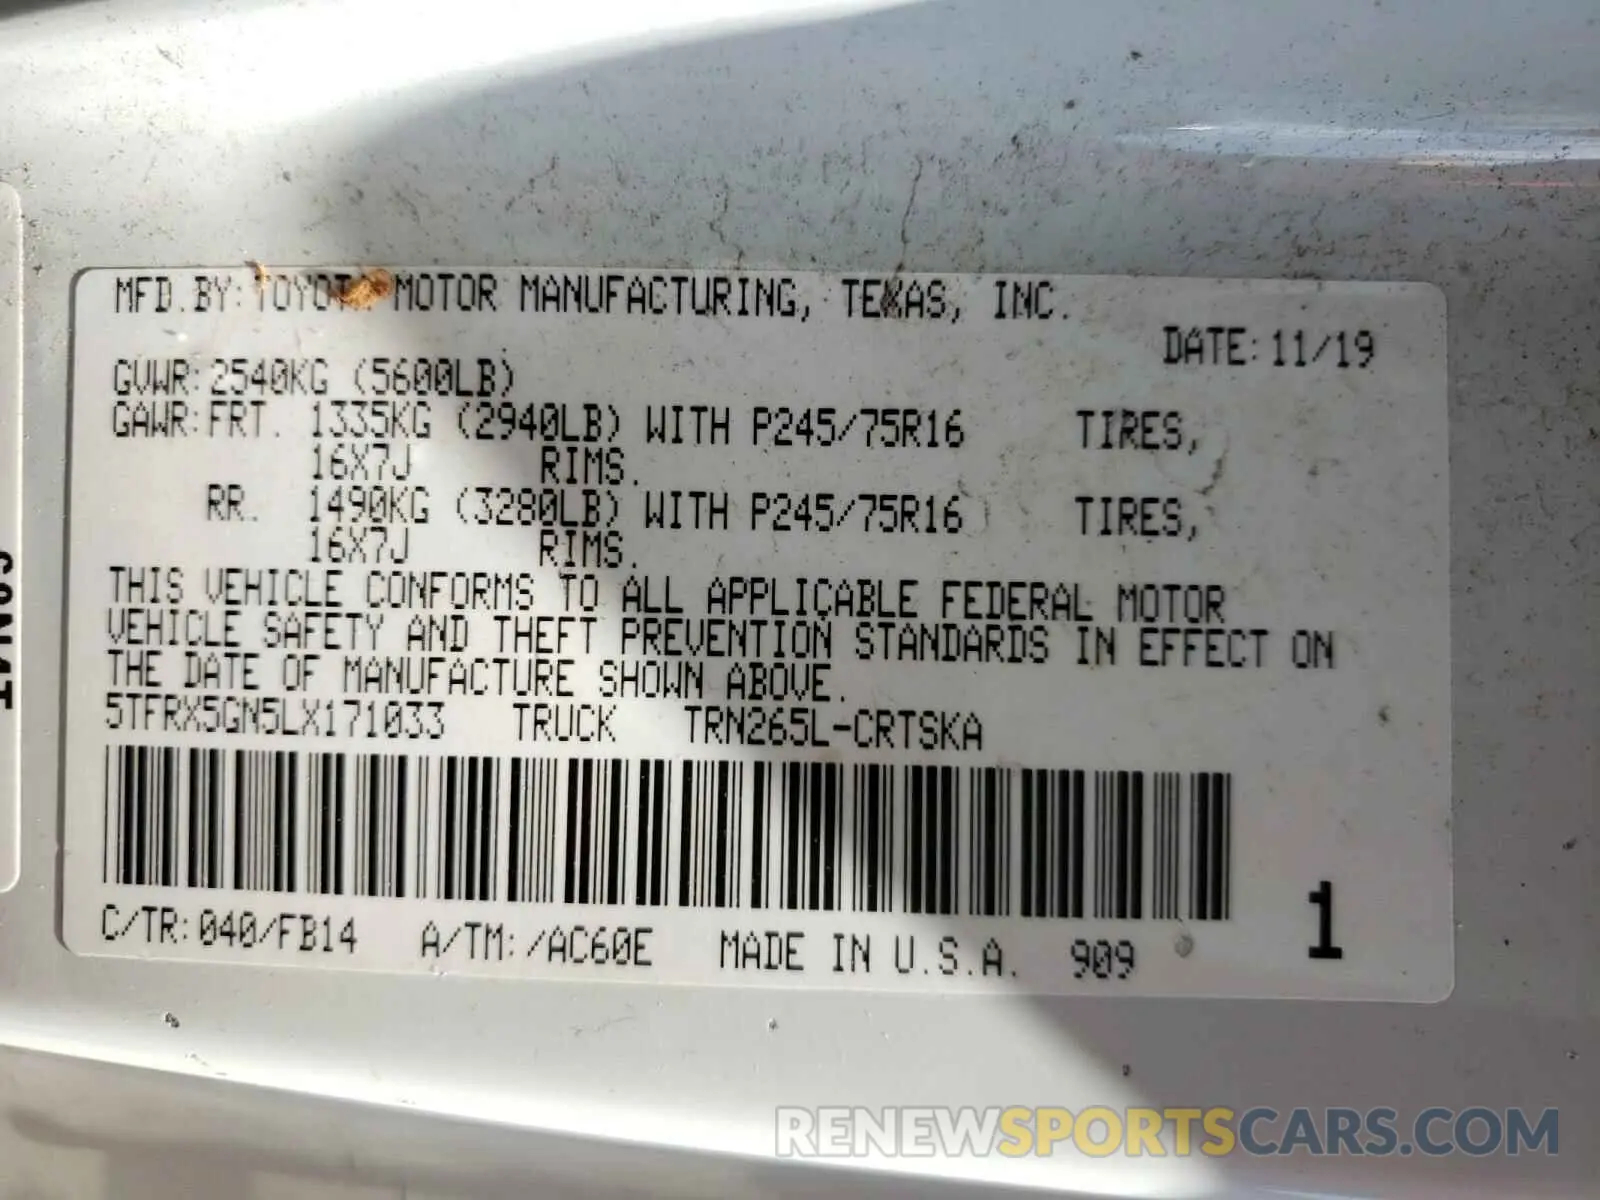 MFD.BY:TOYOTA MOTOR MANUFACTURING, TEXAS, INC.
DATE:11/19
GVWR:2540KG (5600LB)
GAWR:FRT. 1335KG (2940LB) WITH P245/75R16 TIRES,
16X7J RIMS.
RR. 1490KG (3280LB) WITH P245/75R16 TIRES,
16X7J RIMS.
THIS VEHICLE CONFORMS TO ALL APPLICABLE FEDERAL MOTOR
VEHICLE SAFETY AND THEFT PREVENTION STANDARDS IN EFFECT ON
THE DATE OF MANUFACTURE SHOWN ABOVE.
5TFRX5GN5LX171033 TRUCK TRN265L-CRTSKA
C/TR:040/FB14 A/TM:/AC60E MADE IN U.S.A. 909
1
RENEWSPORTSCARS.COM